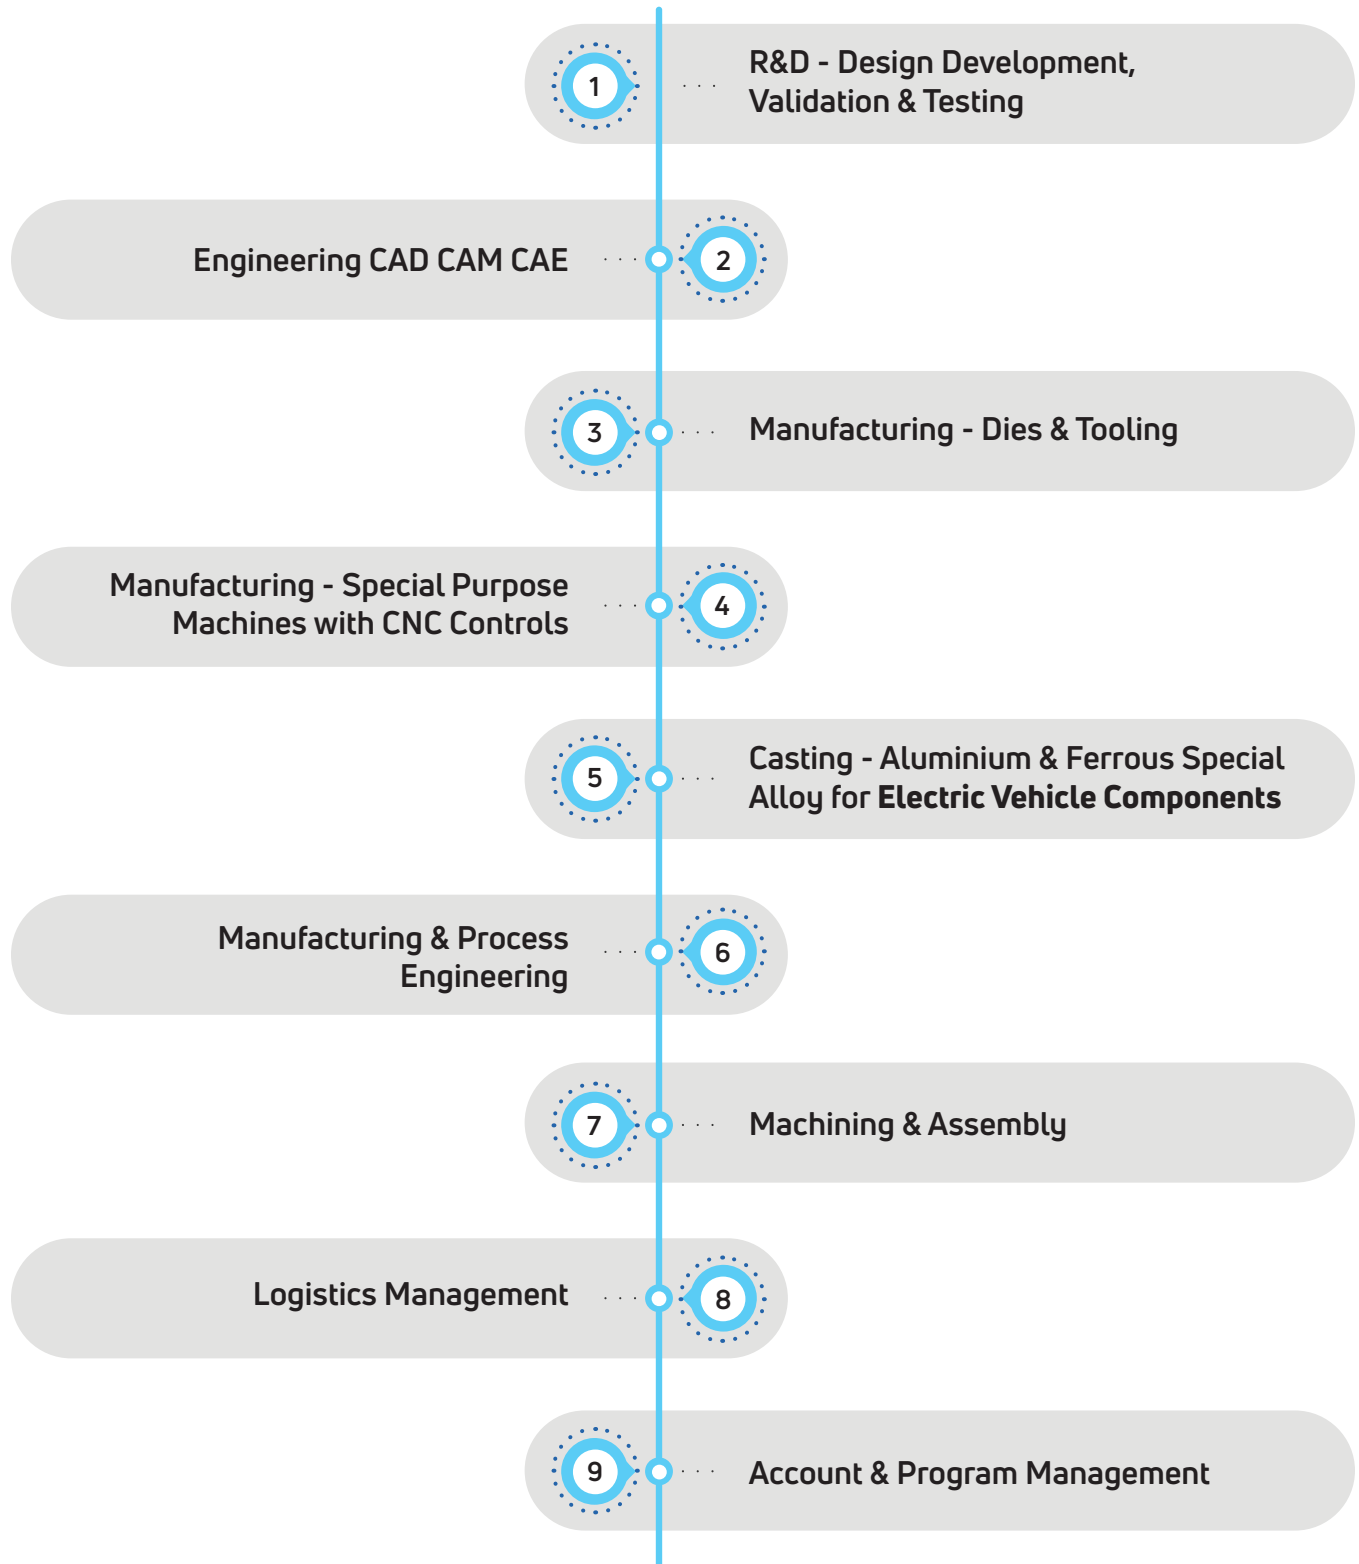 1
R&D - Design Development,
Validation & Testing
Engineering CAD CAM CAE
2
3
Manufacturing - Dies & Tooling
Manufacturing - Special Purpose
Machines with CNC Controls
4
5
Casting - Aluminium & Ferrous Special
Alloy for Electric Vehicle Components
Manufacturing & Process
Engineering
6
7
Machining & Assembly
Logistics Management
8
9
Account & Program Management